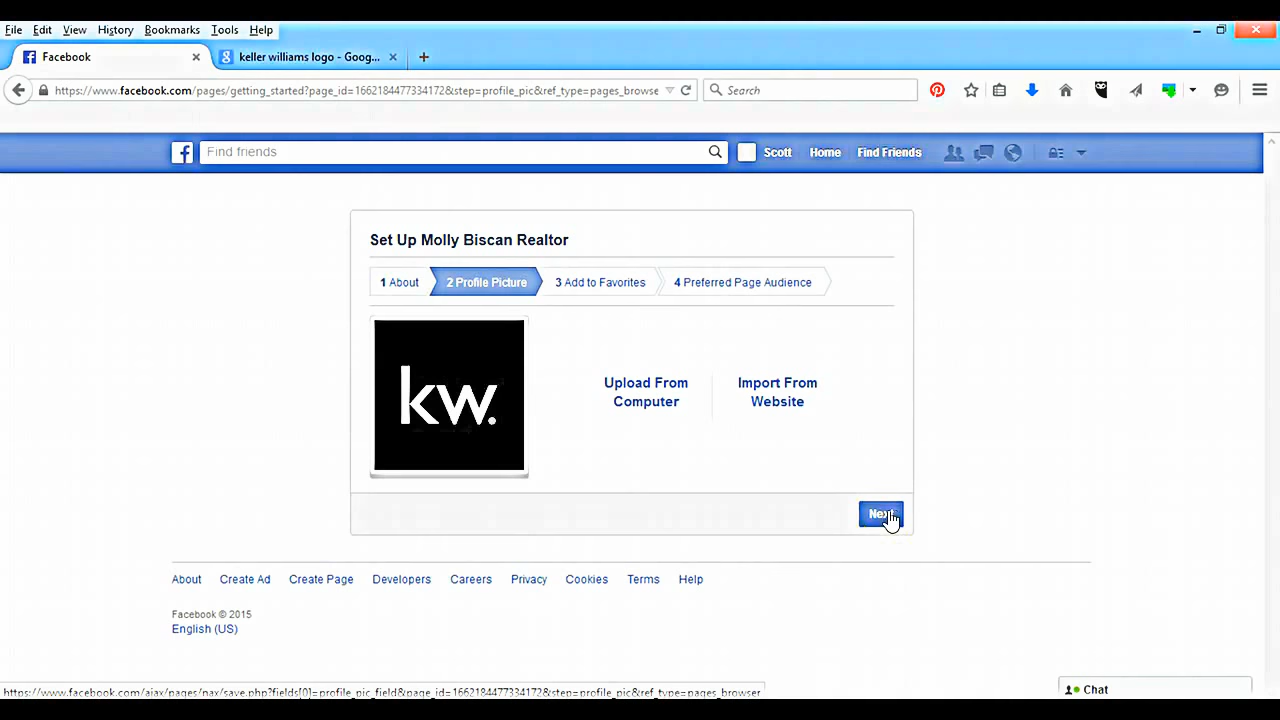 File Edit View History Bookmarks Tools Help
Facebook
keller williams logo - Goog...
https://www.facebook.com/pages/getting_started?page_id=1662184477334172&step=profile_pic&ref_type=pages_browse
Search
Find friends
Scott Home Find Friends
Set Up Molly Biscan Realtor
1 About 2 Profile Picture 3 Add to Favorites 4 Preferred Page Audience
kw.
Upload From
Computer
Import From
Website
Next
About Create Ad Create Page Developers Careers Privacy Cookies Terms Help
Facebook © 2015
English (US)
https://www.facebook.com/ajax/pages/nax/save.php?fields[0]=profile_pic_field&page_id=1662184477334172&step=profile_pic&ref_type=pages_browser
Chat